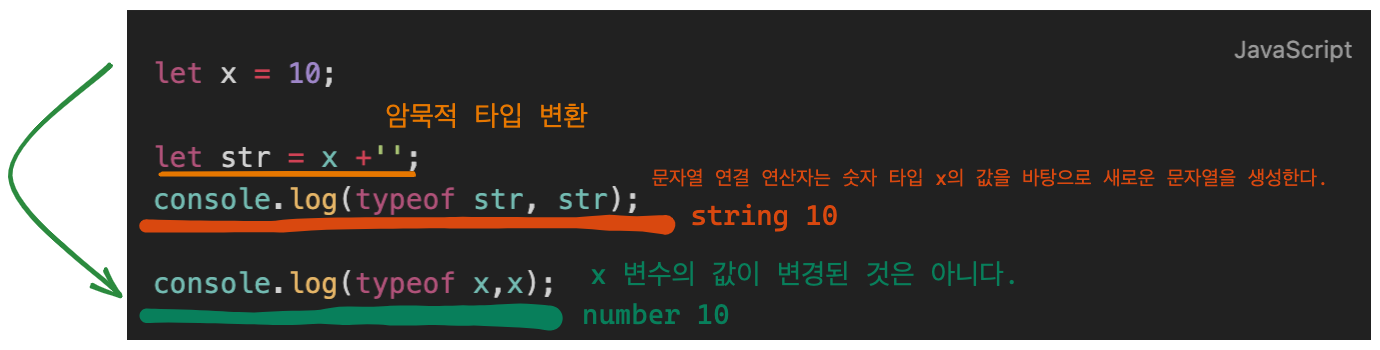 JavaScript
let x = 10;
암묵적 타입 변환
let str = x +'';
문자열 연결 연산자는 숫자 타입 x의 값을 바탕으로 새로운 문자열을 생성한다.
console.log(typeof str, str);
string 10
console.log(typeof x,x);
x 변수의 값이 변경된 것은 아니다.
number 10